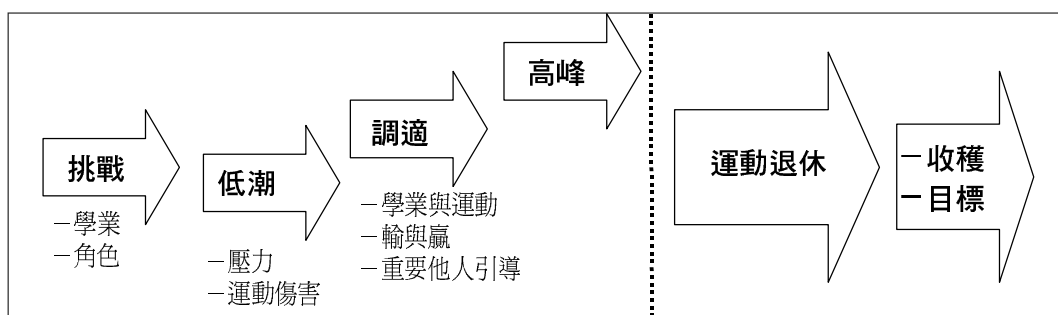 挑戰
－學業
－角色
低潮
－壓力
－運動傷害
調適
－學業與運動
－輸與贏
－重要他人引導
高峰
運動退休
－收穫
－目標